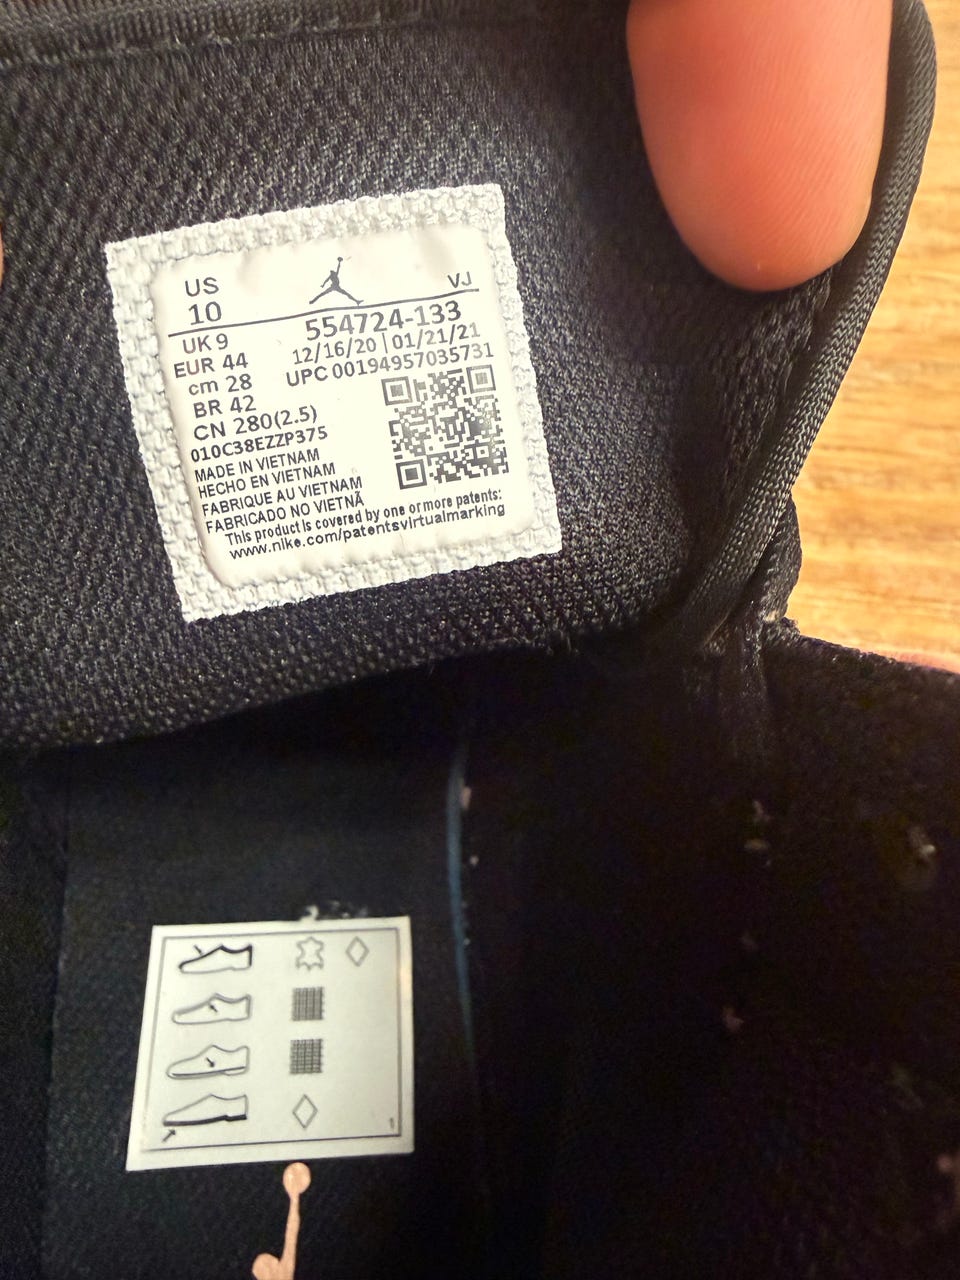 US
10
VJ
UK 9
EUR 44
cm 28
BR 42
CN 280(2.5)
554724-133
12/16/20 | 01/21/21
UPC 00194957035731
010C38EZZP375
MADE IN VIETNAM
HECHO EN VIETNAM
FABRIQUE AU VIETNAM
FABRICADO NO VIETNÃ
This product is covered by one or more patents:
www.nike.com/patentsvirtualmarking
1